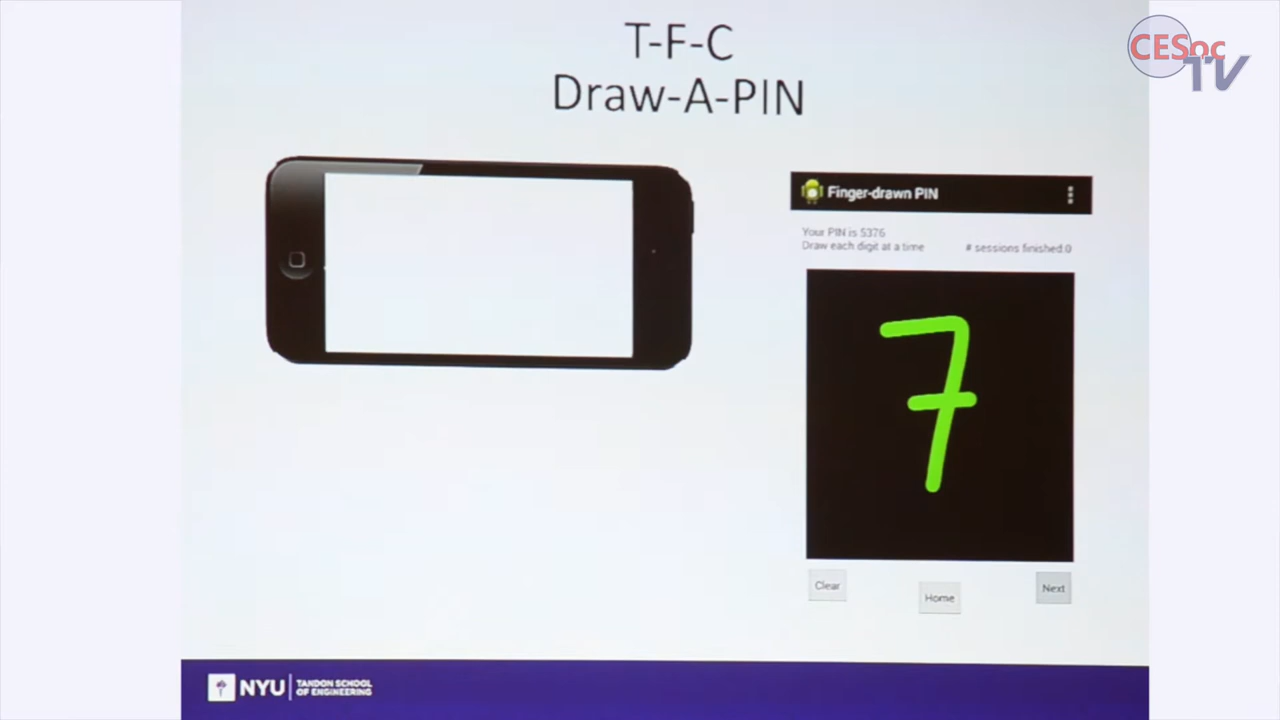 T-F-C
Draw-A-PIN
CESoc
TV
Finger-drawn PIN
Your PIN is 5376
Draw each digit at a time
# sessions finished:0
7
Clear
Home
Next
NYU
TANDON SCHOOL
OF ENGINEERING